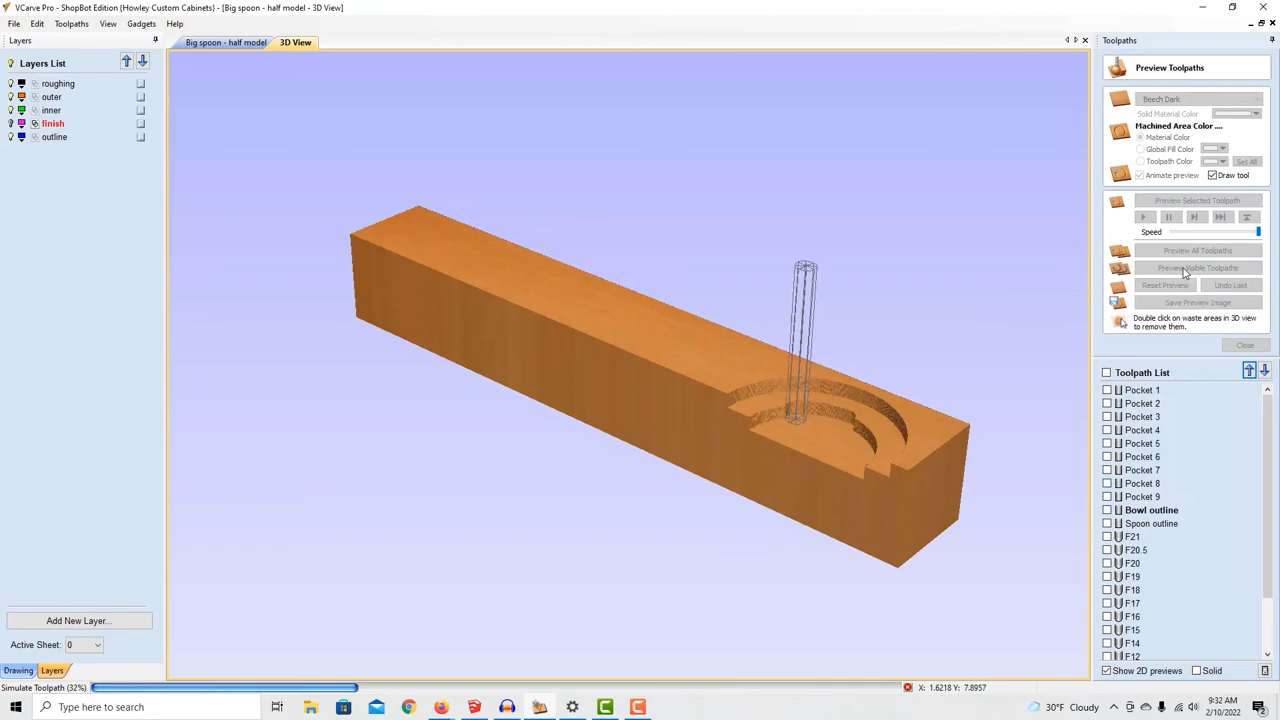 VCarve Pro - ShopBot Edition (Howley Custom Cabinets) - [Big spoon - half model - 3D View]
File Edit Toolpaths View Gadgets Help
Layers
Layers List
roughing
outer
inner
finish
outline
Add New Layer...
Active Sheet: 0
Drawing Layers
Big spoon - half model 3D View
Toolpaths
Preview Toolpaths
Beech Dark
Solid Material Color
Machined Area Color ....
Material Color
Global Fill Color
Toolpath Color Set All
Animate preview Draw tool
Preview Selected Toolpath
Speed
Preview All Toolpaths
Preview Visible Toolpaths
Reset Preview Undo Last
Save Preview Image
Double click on waste areas in 3D view
to remove them.
Close
Toolpath List
Pocket 1
Pocket 2
Pocket 3
Pocket 4
Pocket 5
Pocket 6
Pocket 7
Pocket 8
Pocket 9
Bowl outline
Spoon outline
F21
F20.5
F20
F19
F18
F17
F16
F15
F14
F12
Show 2D previews Solid
Simulate Toolpath (32%) X: 1.6218 Y: 7.8957
Type here to search
30°F Cloudy
9:32 AM
2/10/2022
2